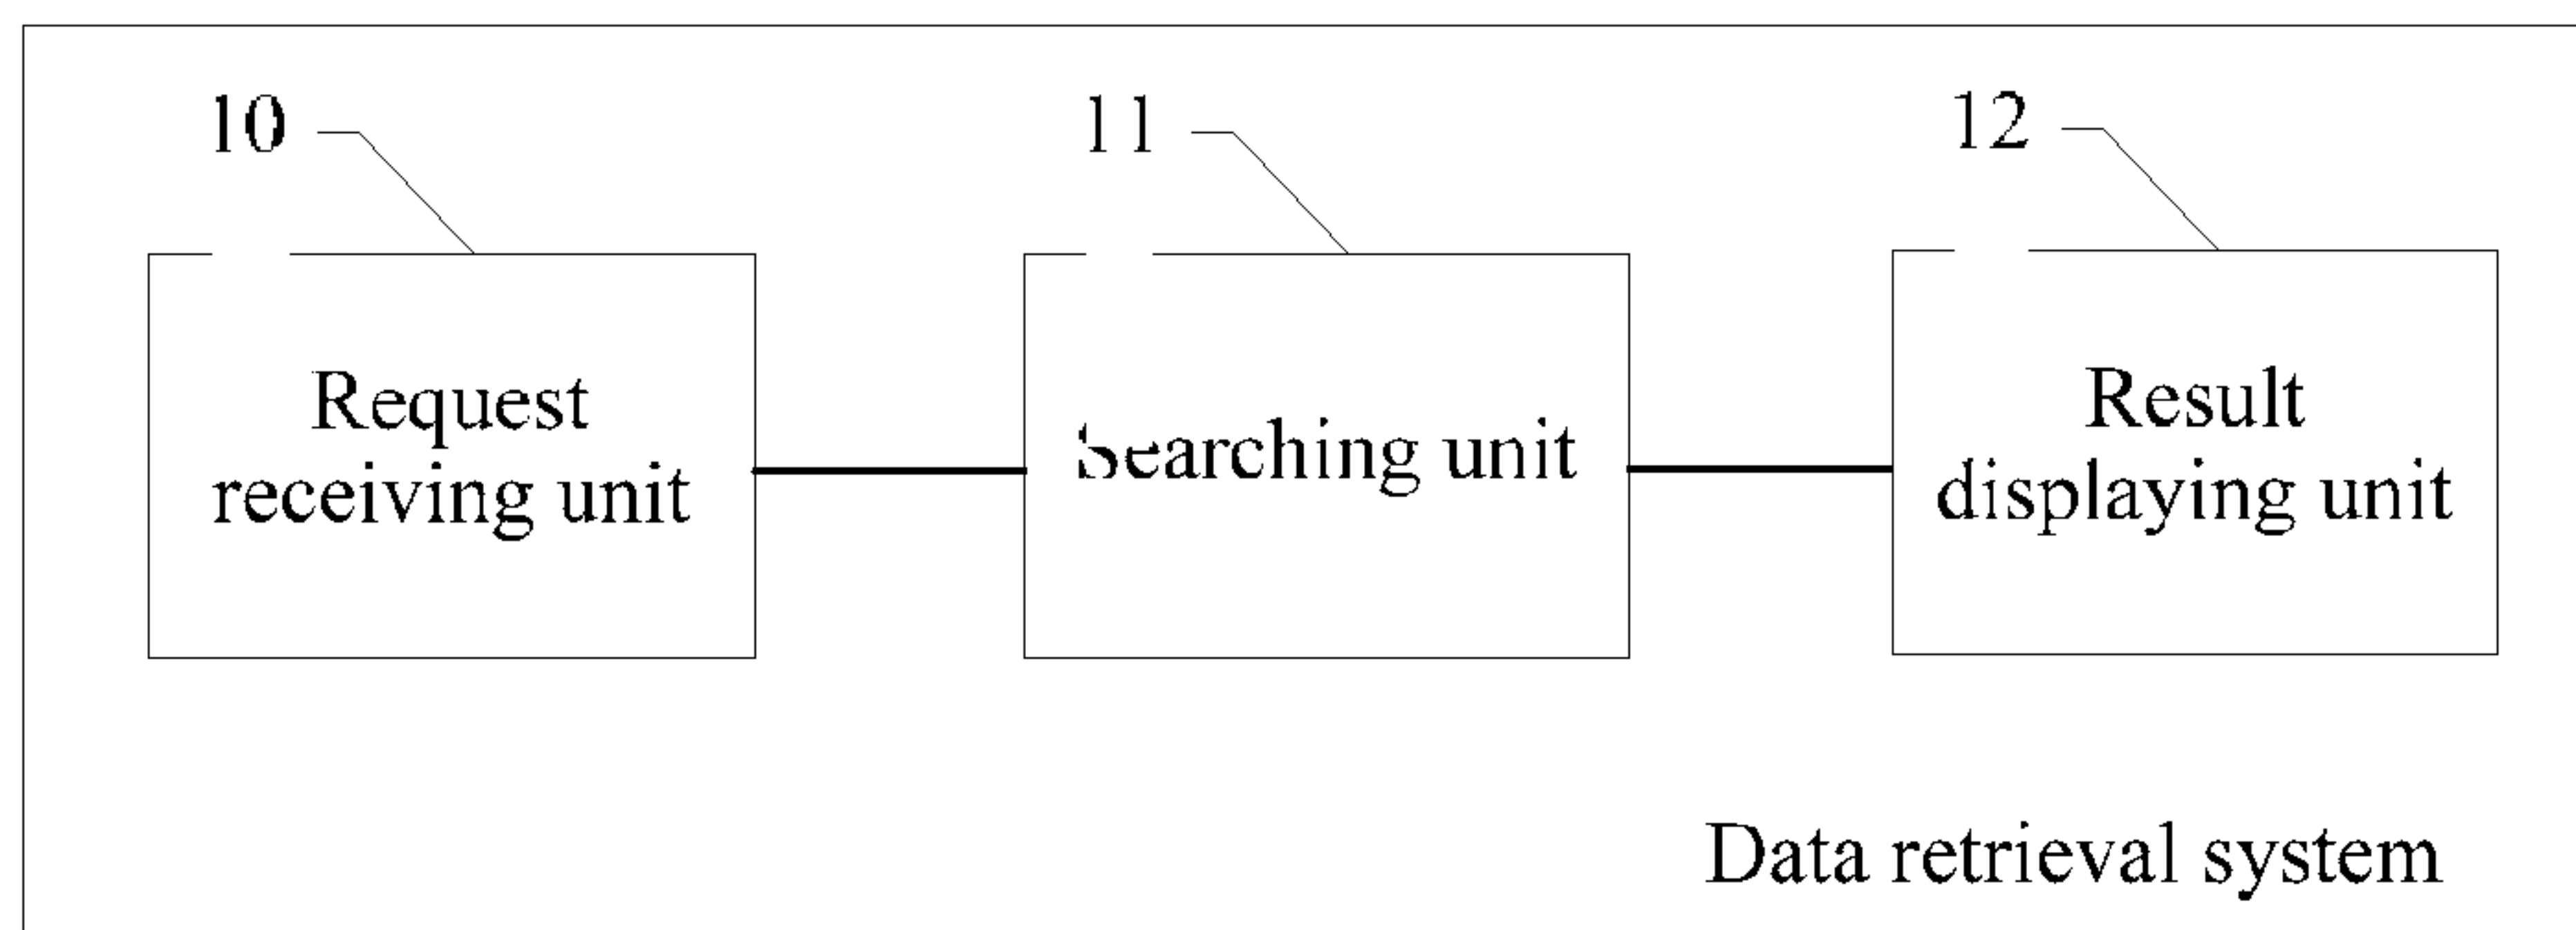 10
11
12
Request
receiving unit
Searching unit
Result
displaying unit
Data retrieval system